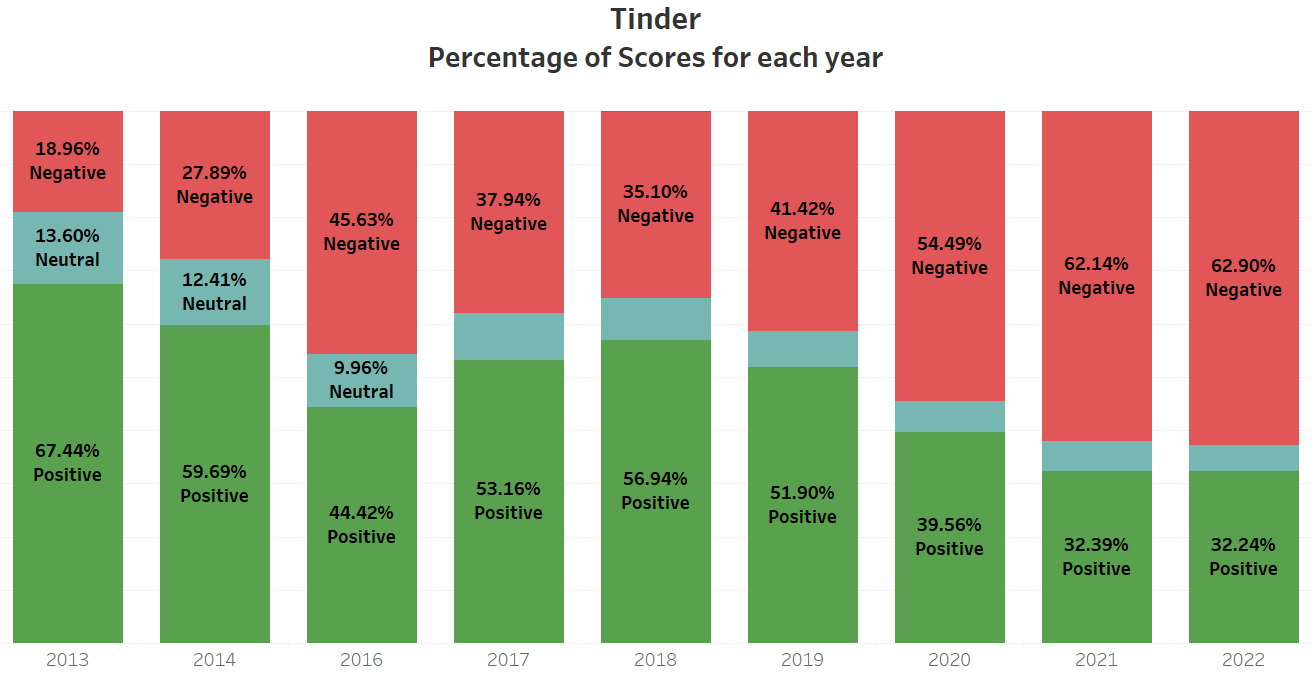 Tinder
Percentage of Scores for each year
18.96%
Negative
13.60%
Neutral
67.44%
Positive
27.89%
Negative
12.41%
Neutral
59.69%
Positive
45.63%
Negative
9.96%
Neutral
44.42%
Positive
37.94%
Negative
53.16%
Positive
35.10%
Negative
56.94%
Positive
41.42%
Negative
51.90%
Positive
54.49%
Negative
39.56%
Positive
62.14%
Negative
32.39%
Positive
62.90%
Negative
32.24%
Positive
2013 2014 2016 2017 2018 2019 2020 2021 2022